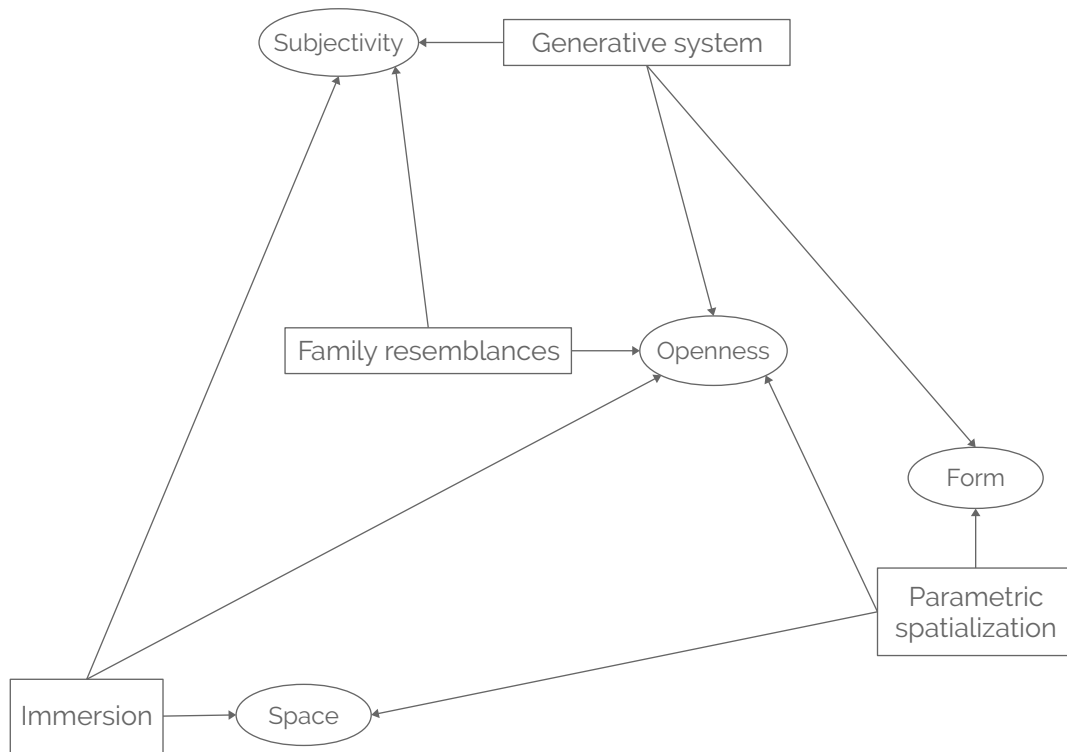 Subjectivity
Generative system
Family resemblances
Openness
Form
Parametric
spatialization
Immersion
Space